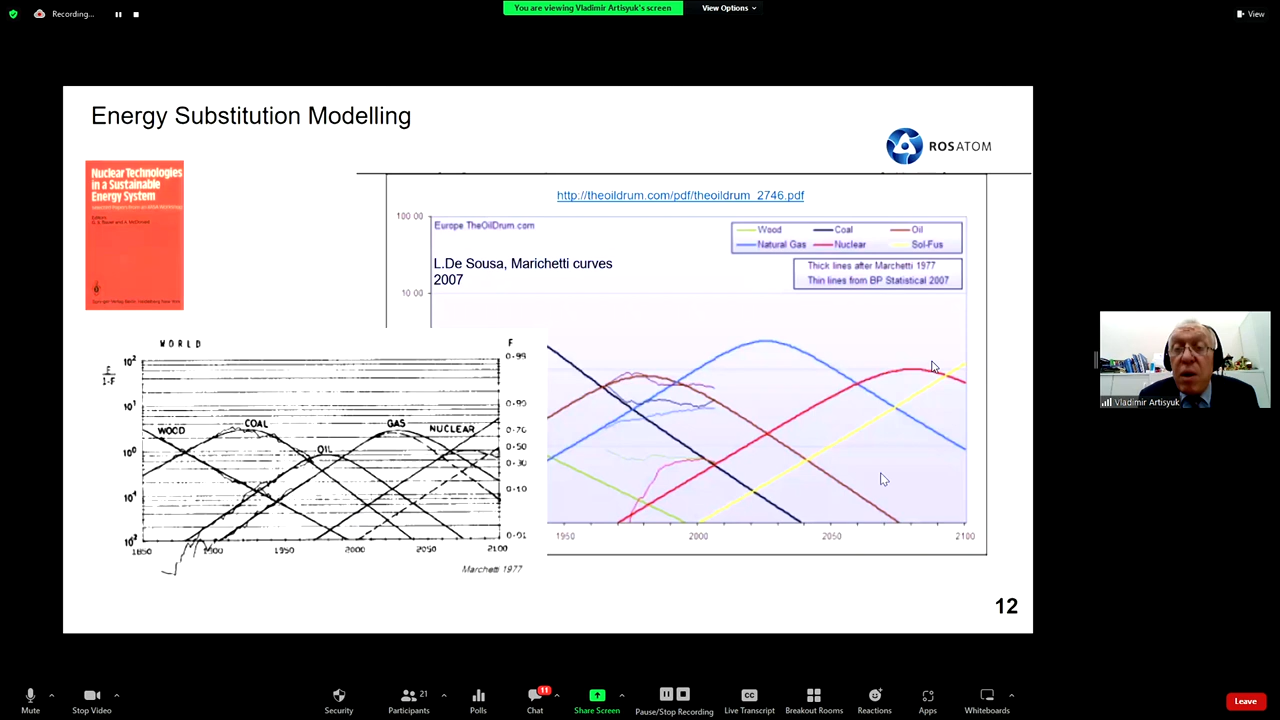 Recording...
You are viewing Vladimir Artisyuk's screen
View Options
View
Energy Substitution Modelling
ROSATOM
Nuclear Technologies
in a Sustainable
Energy System
http://theoildrum.com/pdf/theoildrum_2746.pdf
100 00
Europe TheOilDrum.com
Wood
Coal
Oil
Natural Gas
Nuclear
Sol-Fus
L.De Sousa, Marichetti curves
2007
Thick lines after Marchetti 1977
Thin lines from BP Statistical 2007
10 00
WORLD
F
1-F
F
10²
10¹
10⁰
0.99
0.90
0.70
0.50
0.30
0.10
0.01
WOOD
COAL
OIL
GAS
NUCLEAR
1850
1900
1950
2000
2050
2100
Marchetti 1977
1950
2000
2050
2100
12
Vladimir Artisyuk
Mute
Stop Video
Security
21
Participants
Polls
11
Chat
Share Screen
Pause/Stop Recording
CC
Live Transcript
Breakout Rooms
Reactions
Apps
Whiteboards
Leave